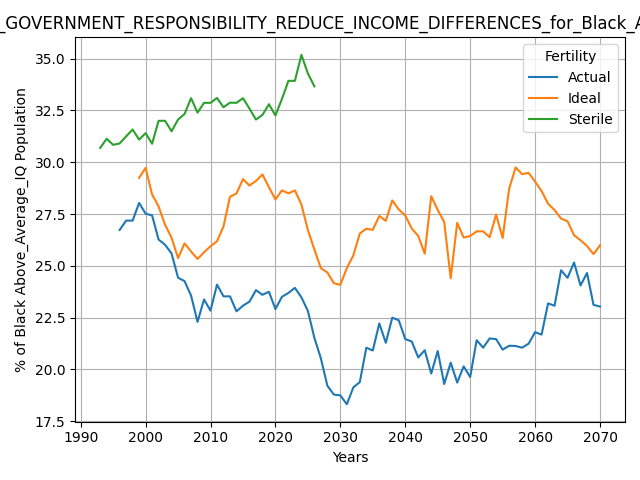 _GOVERNMENT_RESPONSIBILITY_REDUCE_INCOME_DIFFERENCES_for_Black_A
35.0
32.5
30.0
27.5
25.0
22.5
20.0
17.5
% of Black Above_Average_IQ Population
Fertility
Actual
Ideal
Sterile
1990 2000 2010 2020 2030 2040 2050 2060 2070
Years